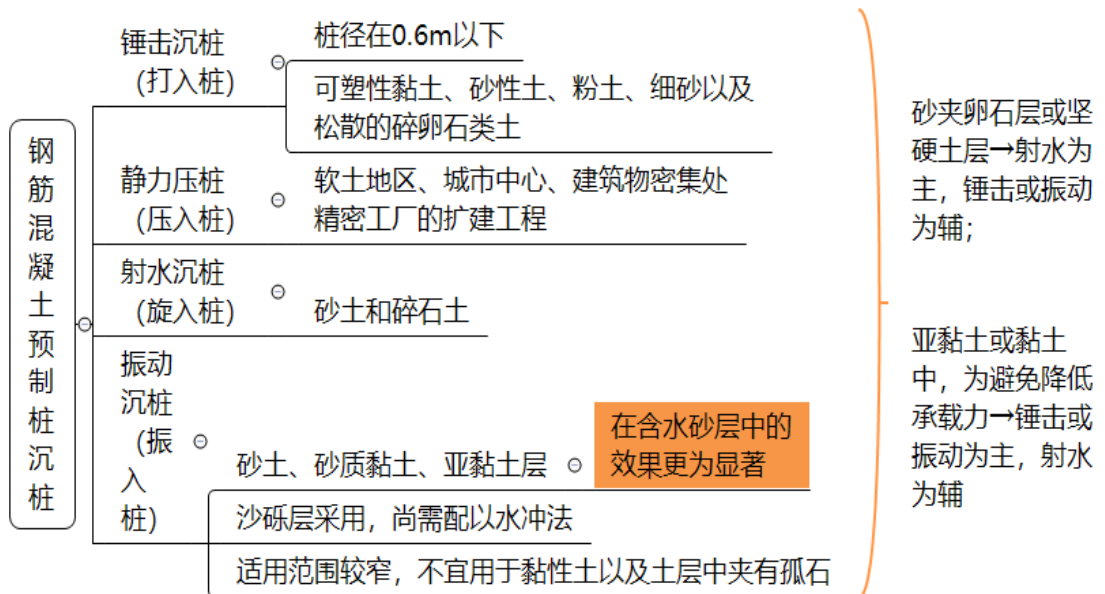 钢筋混凝土预制桩沉桩
锤击沉桩
（打入桩）
桩径在0.6m以下
可塑性黏土、砂性土、粉土、细砂以及
松散的碎卵石类土
静力压桩
（压入桩）
软土地区、城市中心、建筑物密集处
精密工厂的扩建工程
射水沉桩
（旋入桩）
砂土和碎石土
振动
沉桩
（振
入
桩）
砂土、砂质黏土、亚黏土层
在含水砂层中的
效果更为显著
沙砾层采用，尚需配以水冲法
适用范围较窄，不宜用于黏性土以及土层中夹有孤石
砂夹卵石层或坚
硬土层→射水为
主，锤击或振动
为辅；
亚黏土或黏土
中，为避免降低
承载力→锤击或
振动为主，射水
为辅